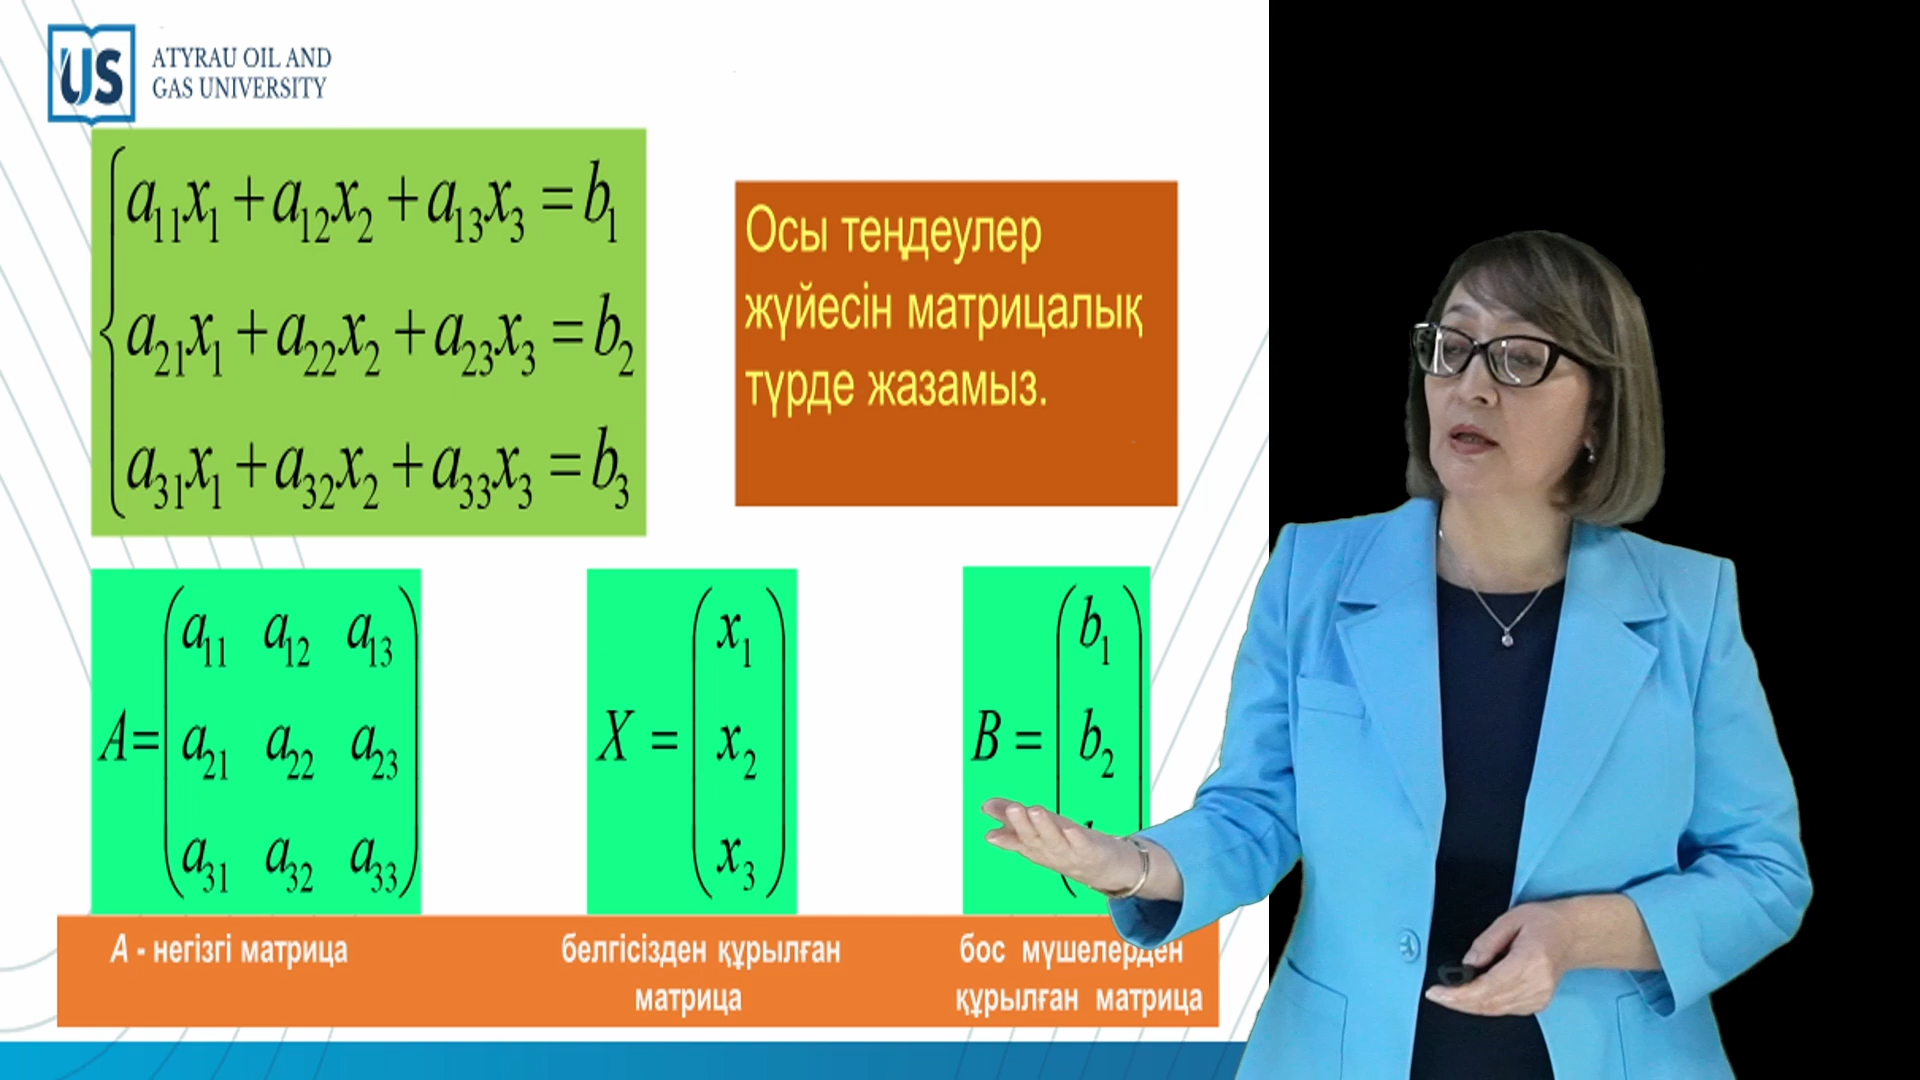 US
ATYRAU OIL AND
GAS UNIVERSITY
a₁₁x₁ + a₁₂x₂ + a₁₃x₃ = b₁
a₂₁x₁ + a₂₂x₂ + a₂₃x₃ = b₂
a₃₁x₁ + a₃₂x₂ + a₃₃x₃ = b₃
Осы теңдеулер
жүйесін матрицалық
түрде жазамыз.
a₁₁ a₁₂ a₁₃
A= a₂₁ a₂₂ a₂₃
a₃₁ a₃₂ a₃₃
x₁
X = x₂
x₃
b₁
B = b₂
A - негізгі матрица
белгісізден құрылған
матрица
бос мүшелерден
құрылған матрица